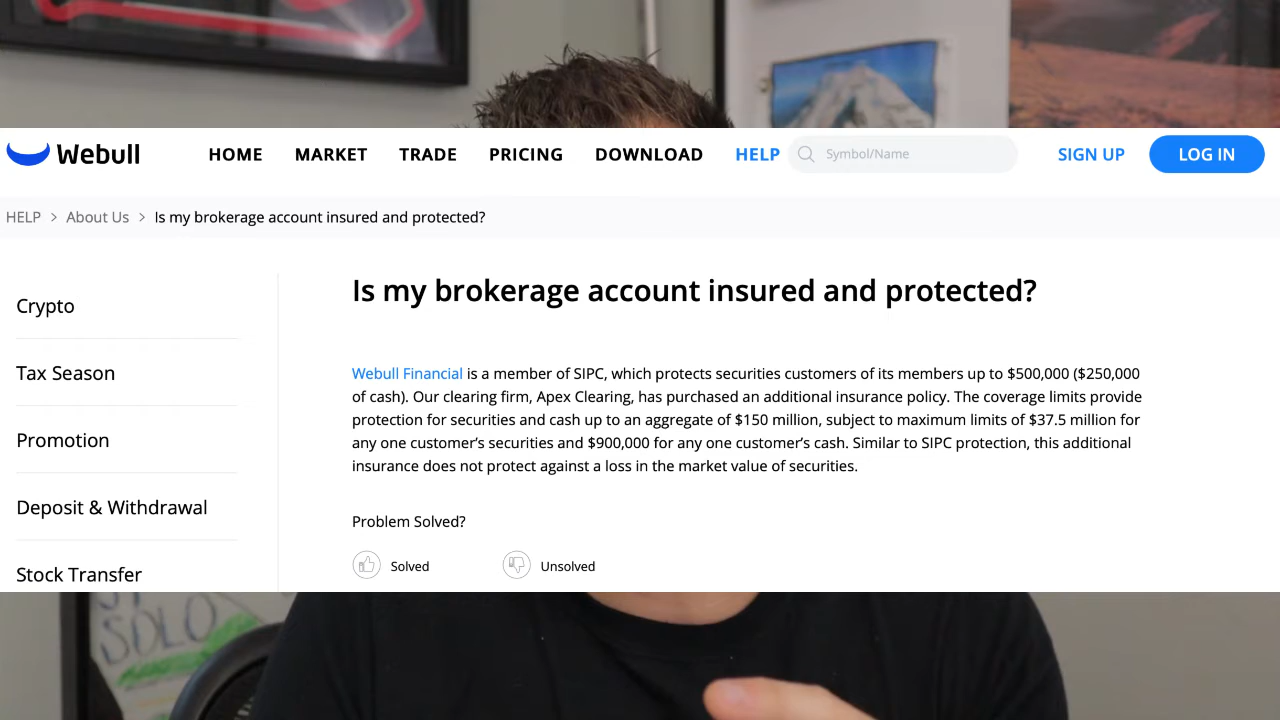 Webull
HOME MARKET TRADE PRICING DOWNLOAD HELP Symbol/Name SIGN UP LOG IN
HELP > About Us > Is my brokerage account insured and protected?
Crypto
Tax Season
Promotion
Deposit & Withdrawal
Stock Transfer
Is my brokerage account insured and protected?
Webull Financial is a member of SIPC, which protects securities customers of its members up to $500,000 ($250,000
of cash). Our clearing firm, Apex Clearing, has purchased an additional insurance policy. The coverage limits provide
protection for securities and cash up to an aggregate of $150 million, subject to maximum limits of $37.5 million for
any one customer’s securities and $900,000 for any one customer’s cash. Similar to SIPC protection, this additional
insurance does not protect against a loss in the market value of securities.
Problem Solved?
Solved Unsolved
SOLO